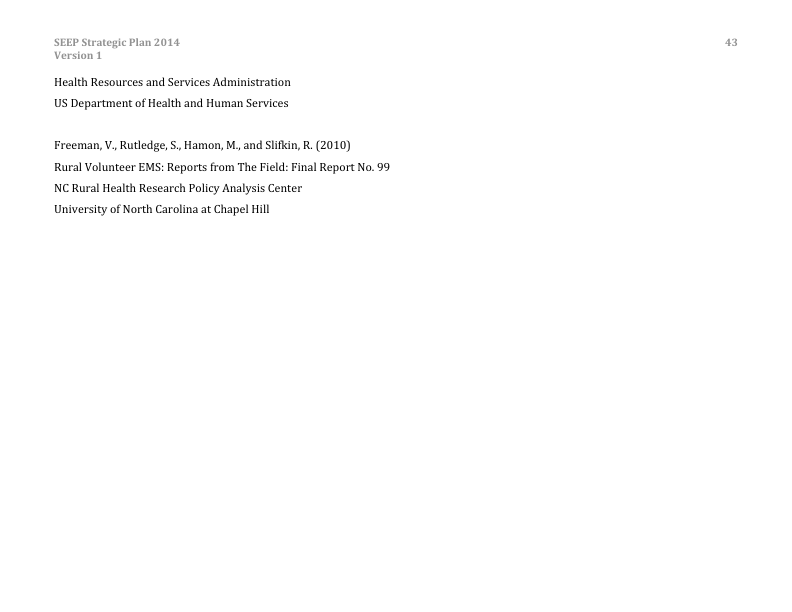 SEEP Strategic Plan 2014 43
Version 1
Health Resources and Services Administration
US Department of Health and Human Services
Freeman, V., Rutledge, S., Hamon, M., and Slifkin, R. (2010)
Rural Volunteer EMS: Reports from The Field: Final Report No. 99
NC Rural Health Research Policy Analysis Center
University of North Carolina at Chapel Hill